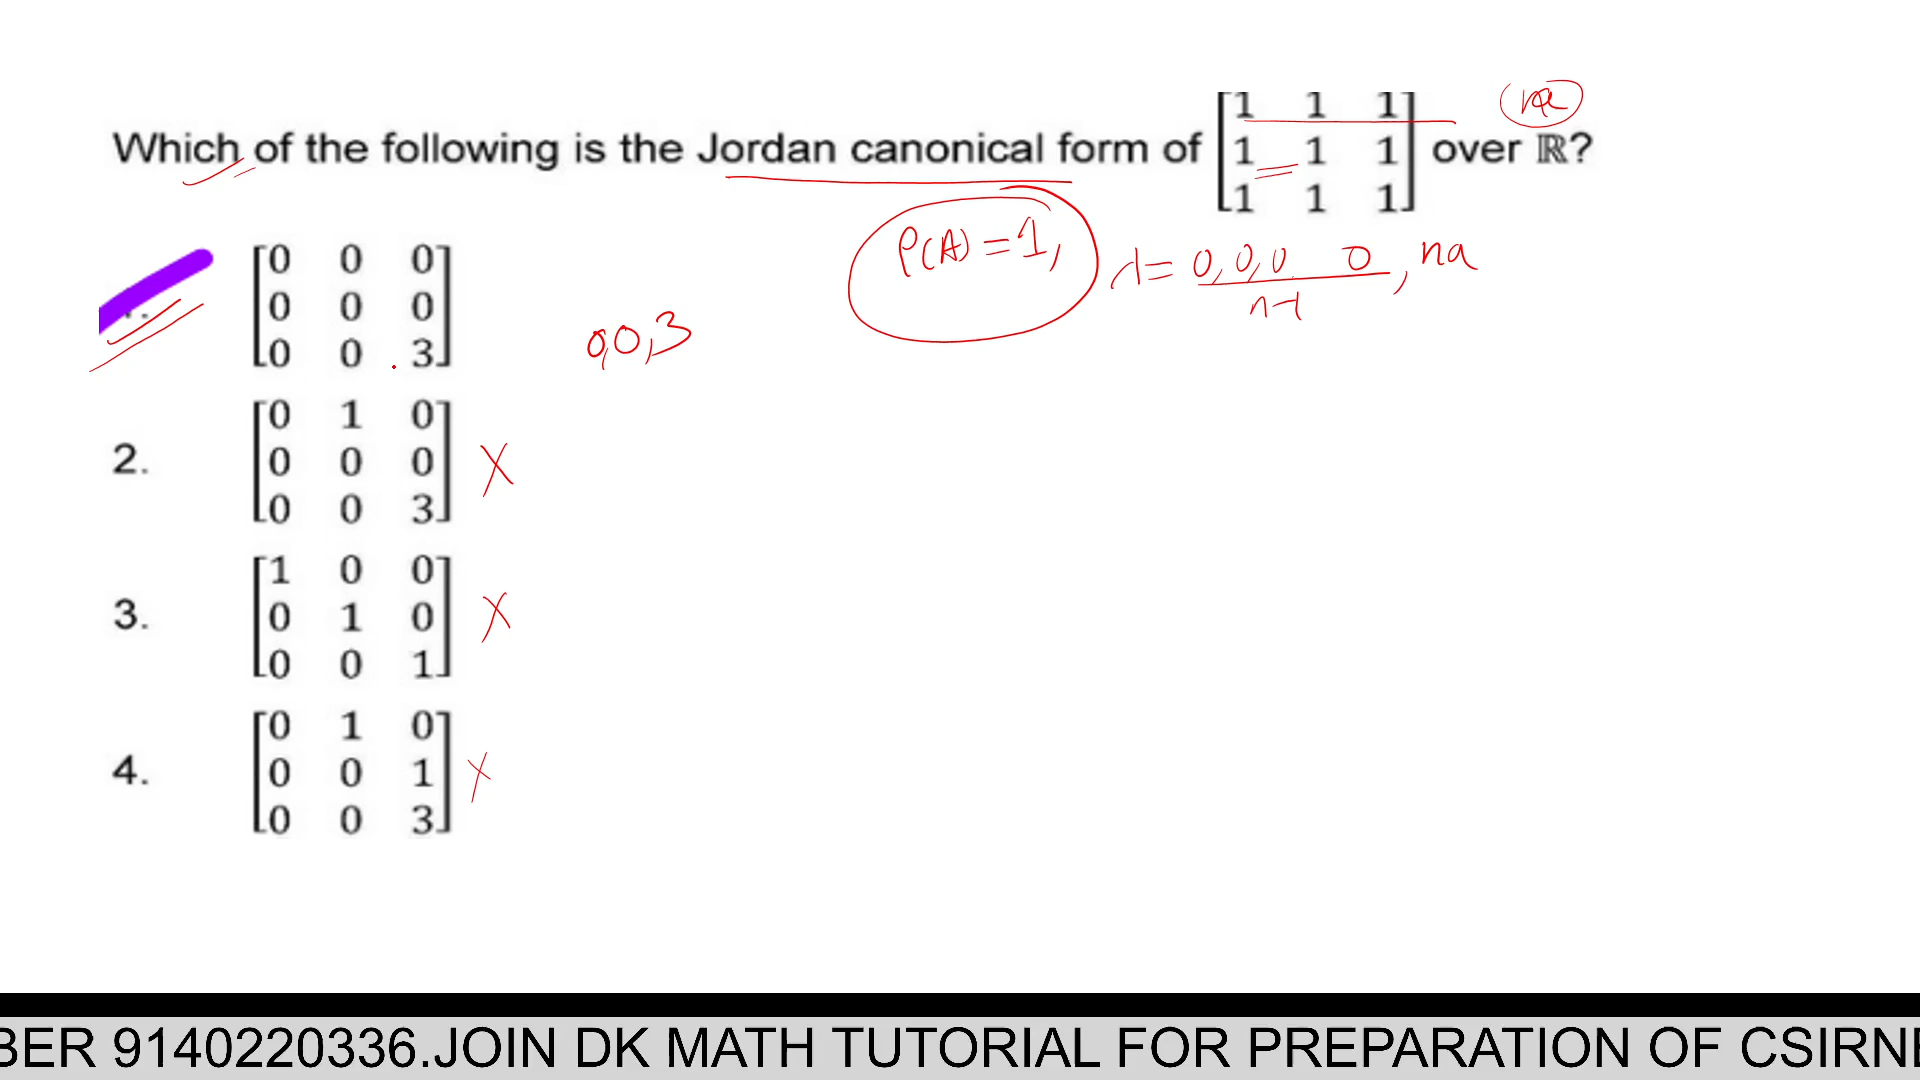 Which of the following is the Jordan canonical form of [1 1 1 over ℝ?
1 1 1
1 1 1]
na
ρ(A) = 1, λ = 0, 0, 0 0, na
n-1
1. [0 0 0
0 0 0
0 0 3]
0,0,3
2. [0 1 0
0 0 0
0 0 3] X
3. [1 0 0
0 1 0
0 0 1] X
4. [0 1 0
0 0 1
0 0 3] X
BER 9140220336.JOIN DK MATH TUTORIAL FOR PREPARATION OF CSIRNE